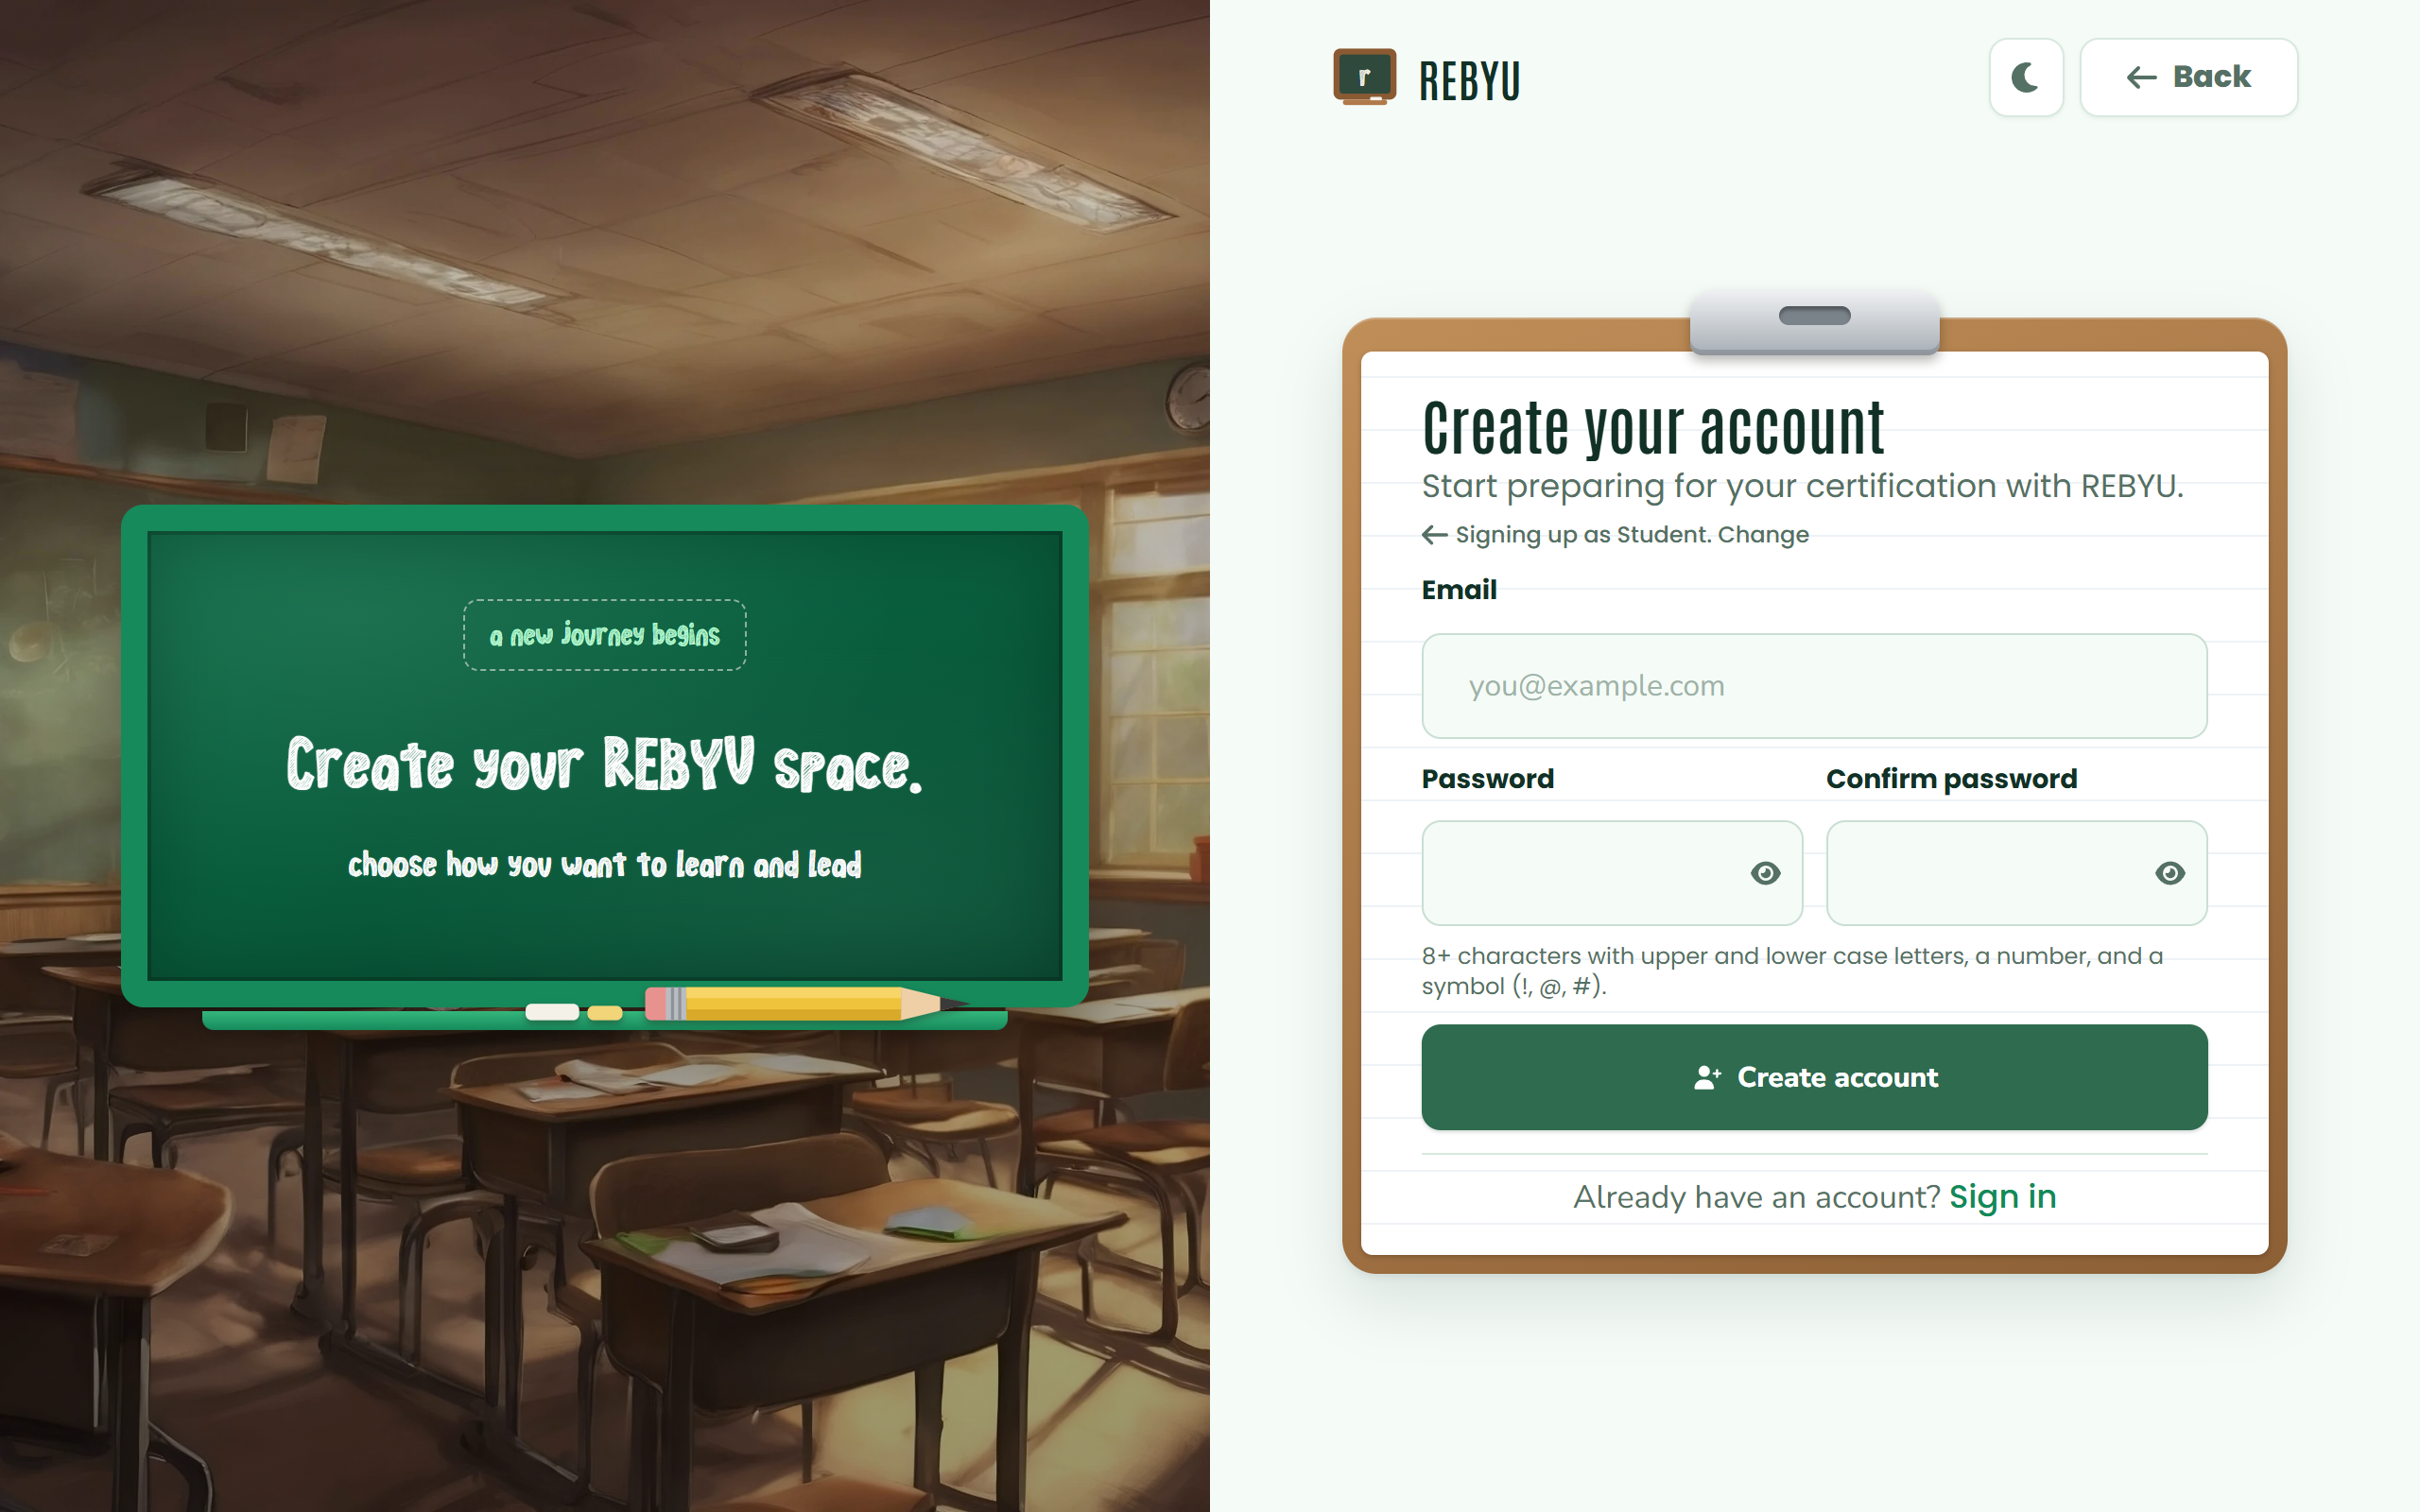 a new journey begins
Create your REBYU space.
choose how you want to learn and lead
r
REBYU
Back
Create your account
Start preparing for your certification with REBYU.
Signing up as Student. Change
Email
you@example.com
Password
Confirm password
8+ characters with upper and lower case letters, a number, and a
symbol (!, @, #).
Create account
Already have an account? Sign in